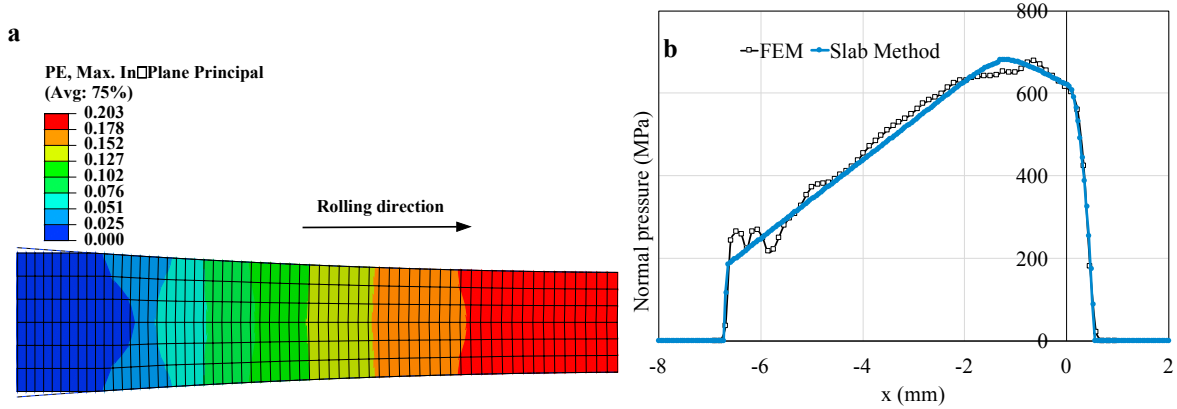 a
PE, Max. In□Plane Principal
(Avg: 75%)
0.203
0.178
0.152
0.127
0.102
0.076
0.051
0.025
0.000
Rolling direction
b
FEM
Slab Method
Normal pressure (MPa)
800
600
400
200
0
-8
-6
-4
-2
0
2
x (mm)